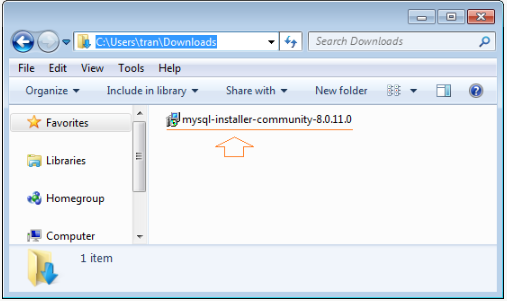 C:\Users\tran\Downloads
Search Downloads
File Edit View Tools Help
Organize Include in library Share with New folder
Favorites
mysql-installer-community-8.0.11.0
Libraries
Homegroup
Computer
1 item